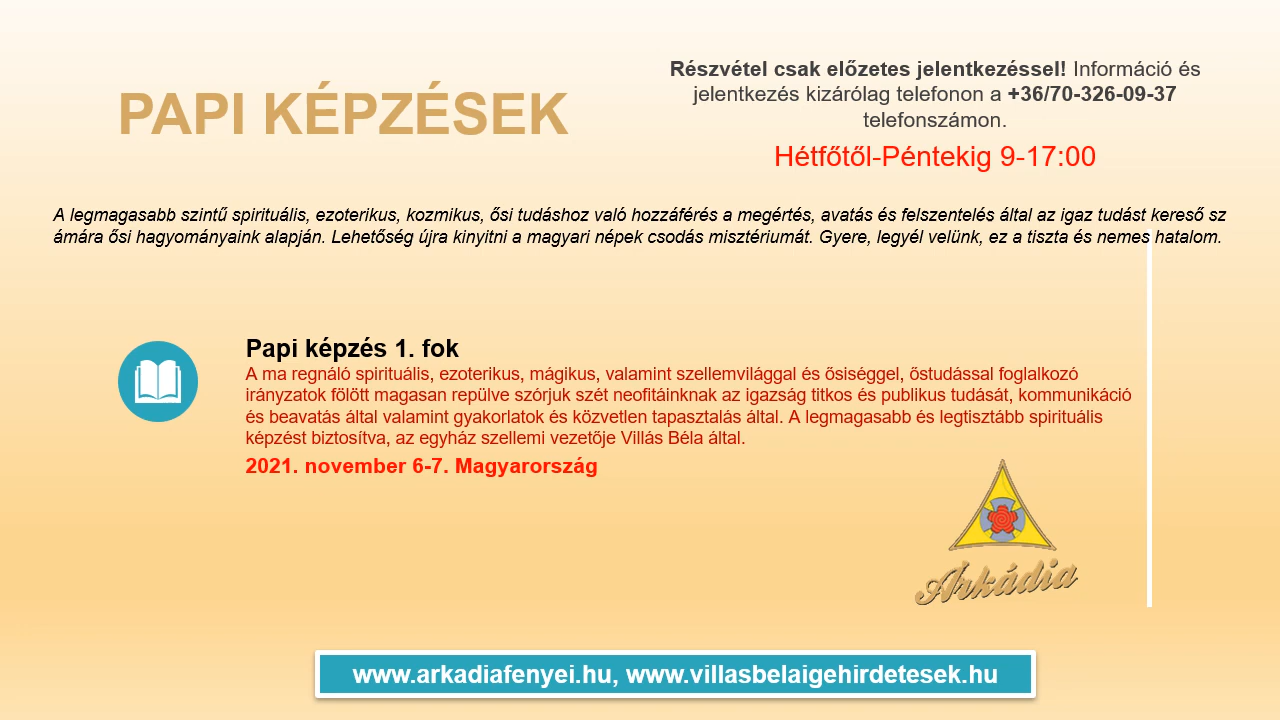 PAPI KÉPZÉSEK
Részvétel csak előzetes jelentkezéssel! Információ és
jelentkezés kizárólag telefonon a +36/70-326-09-37
telefonszámon.
Hétfőtől-Péntekig 9-17:00
A legmagasabb szintű spirituális, ezoterikus, kozmikus, ősi tudáshoz való hozzáférés a megértés, avatás és felszentelés által az igaz tudást kereső sz
ámára ősi hagyományaink alapján. Lehetőség újra kinyitni a magyari népek csodás misztériumát. Gyere, legyél velünk, ez a tiszta és nemes hatalom.
Papi képzés 1. fok
A ma regnáló spirituális, ezoterikus, mágikus, valamint szellemvilággal és ősiséggel, őstudással foglalkozó
irányzatok fölött magasan repülve szórjuk szét neofitáinknak az igazság titkos és publikus tudását, kommunikáció
és beavatás által valamint gyakorlatok és közvetlen tapasztalás által. A legmagasabb és legtisztább spirituális
képzést biztosítva, az egyház szellemi vezetője Villás Béla által.
2021. november 6-7. Magyarország
Árkádia
www.arkadiafenyei.hu, www.villasbelaigehirdetesek.hu